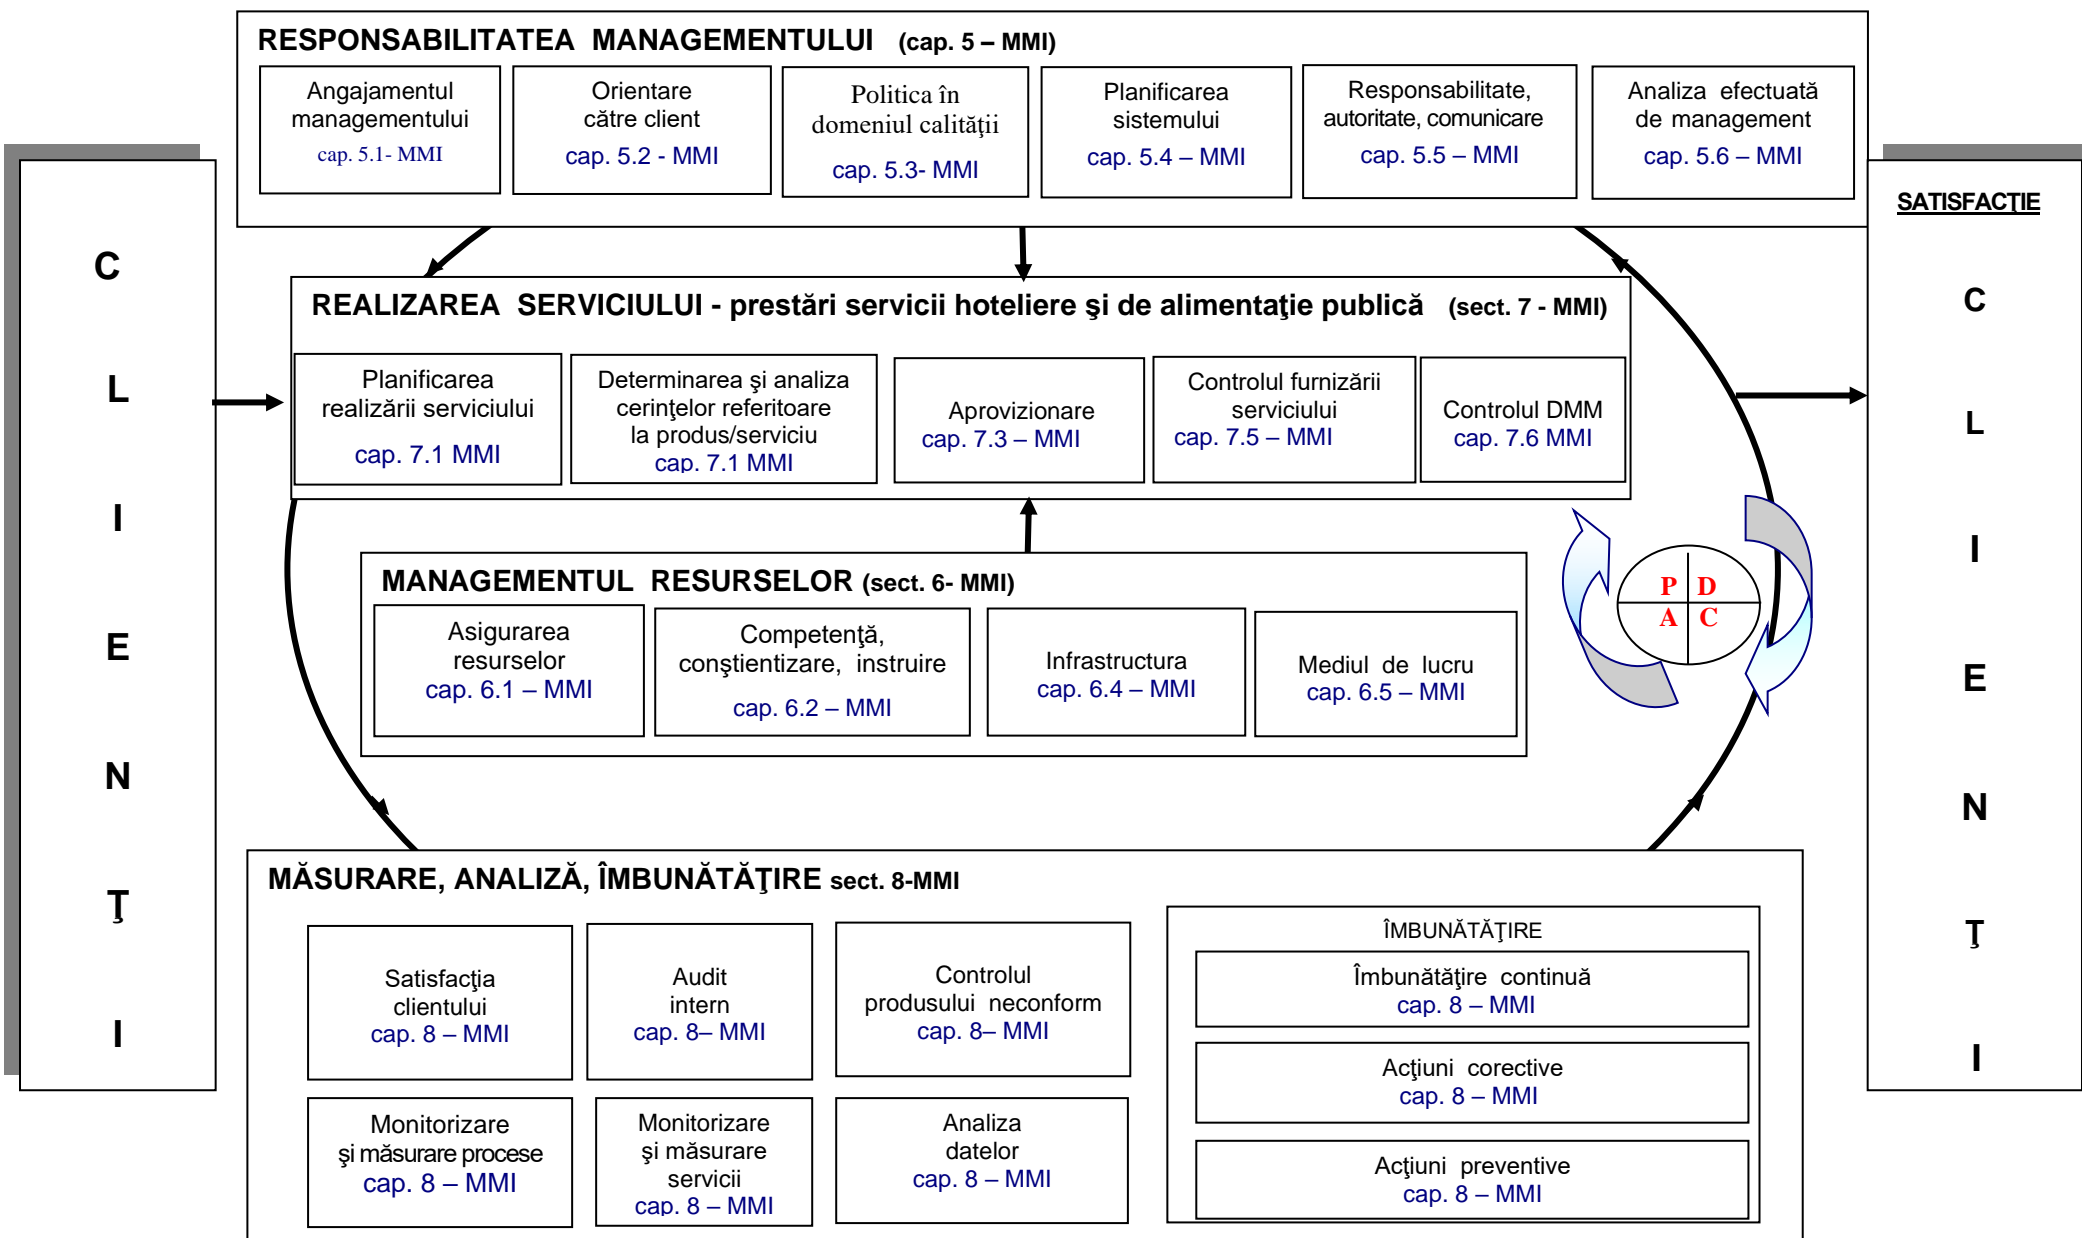 RESPONSABILITATEA MANAGEMENTULUI (cap. 5 – MMI)
Angajamentul
managementului
cap. 5.1- MMI
Orientare
către client
cap. 5.2 - MMI
Politica în
domeniul calităţii
cap. 5.3- MMI
Planificarea
sistemului
cap. 5.4 – MMI
Responsabilitate,
autoritate, comunicare
cap. 5.5 – MMI
Analiza efectuată
de management
cap. 5.6 – MMI
C
L
I
E
N
Ţ
I
SATISFACŢIE
C
L
I
E
N
Ţ
I
REALIZAREA SERVICIULUI - prestări servicii hoteliere şi de alimentaţie publică (sect. 7 - MMI)
Planificarea
realizării serviciului
cap. 7.1 MMI
Determinarea şi analiza
cerinţelor referitoare
la produs/serviciu
cap. 7.1 MMI
Aprovizionare
cap. 7.3 – MMI
Controlul furnizării
serviciului
cap. 7.5 – MMI
Controlul DMM
cap. 7.6 MMI
MANAGEMENTUL RESURSELOR (sect. 6- MMI)
Asigurarea
resurselor
cap. 6.1 – MMI
Competenţă,
conştientizare, instruire
cap. 6.2 – MMI
Infrastructura
cap. 6.4 – MMI
Mediul de lucru
cap. 6.5 – MMI
P D
A C
MĂSURARE, ANALIZĂ, ÎMBUNĂTĂŢIRE sect. 8-MMI
Satisfacţia
clientului
cap. 8 – MMI
Audit
intern
cap. 8– MMI
Controlul
produsului neconform
cap. 8– MMI
Monitorizare
şi măsurare procese
cap. 8 – MMI
Monitorizare
şi măsurare
servicii
cap. 8 – MMI
Analiza
datelor
cap. 8 – MMI
ÎMBUNĂTĂŢIRE
Îmbunătăţire continuă
cap. 8 – MMI
Acţiuni corective
cap. 8 – MMI
Acţiuni preventive
cap. 8 – MMI